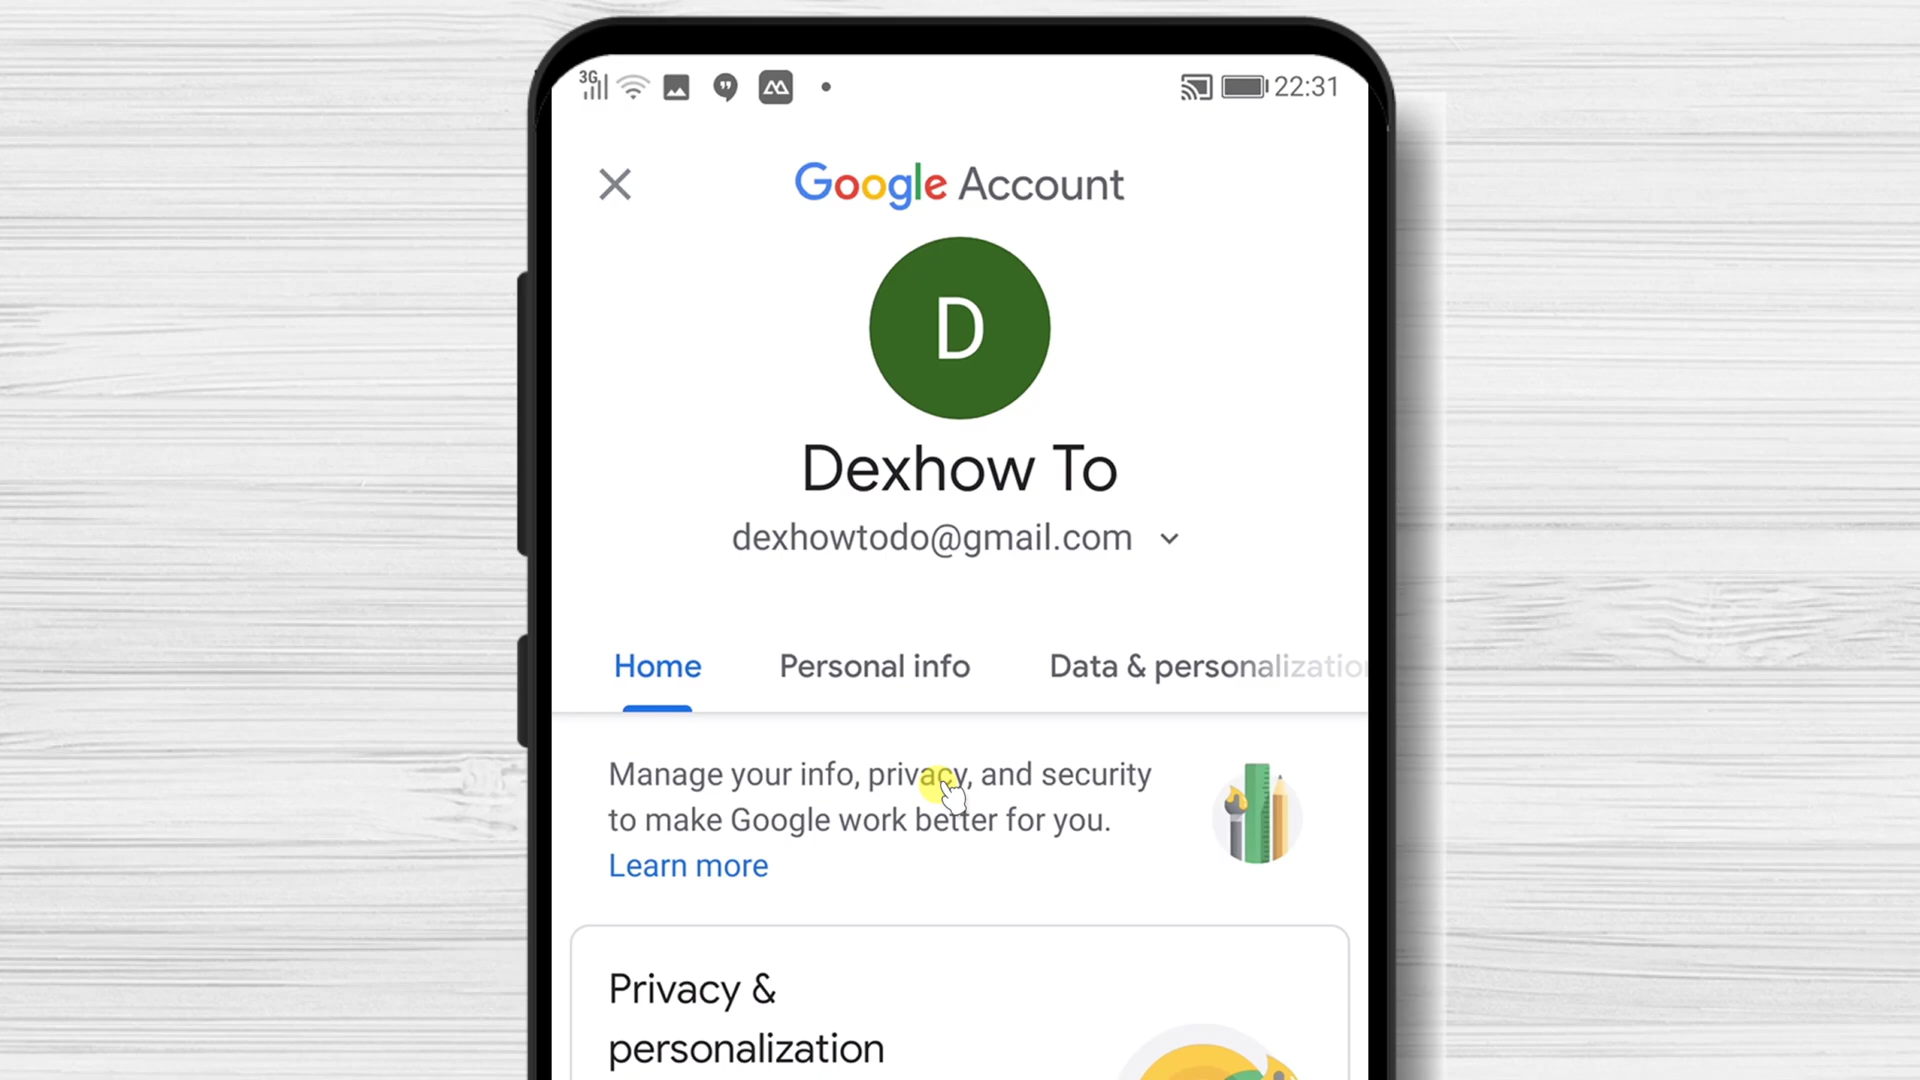 3G 22:31
Google Account
D
Dexhow To
dexhowtodo@gmail.com
Home Personal info Data & personalization
Manage your info, privacy, and security
to make Google work better for you.
Learn more
Privacy &
personalization